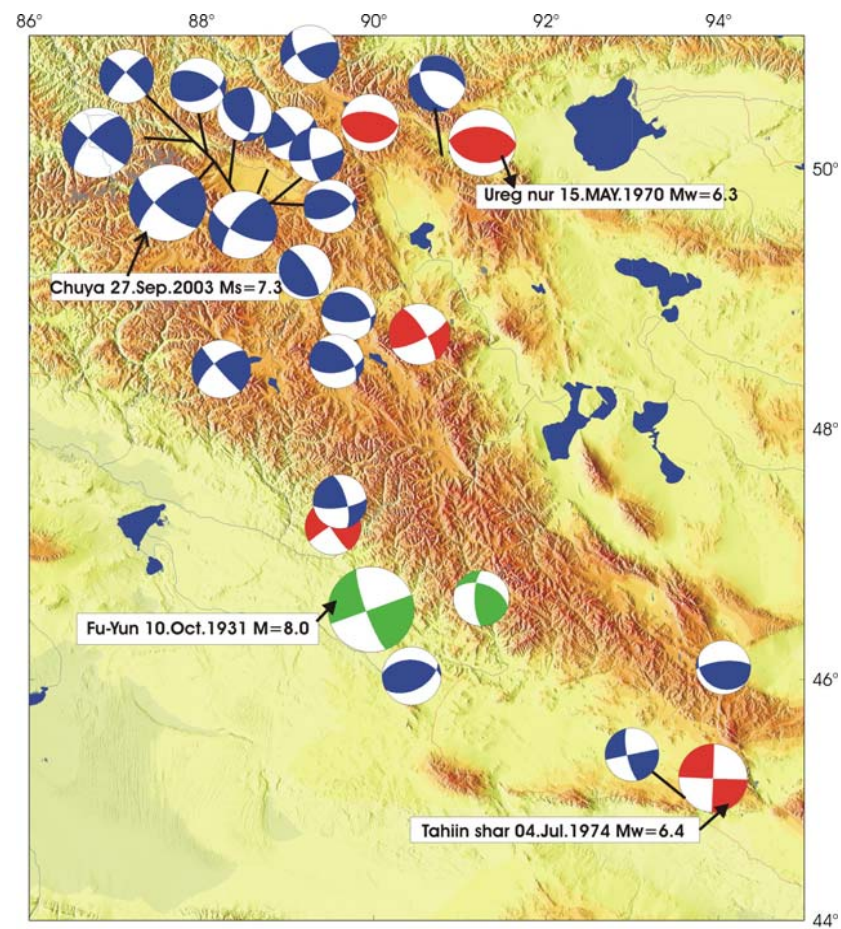 86° 88° 90° 92° 94°
50°
Ureg nur 15.MAY.1970 Mw=6.3
Chuya 27.Sep.2003 Ms=7.3
48°
Fu-Yun 10.Oct.1931 M=8.0
46°
Tahiin shar 04.Jul.1974 Mw=6.4
44°